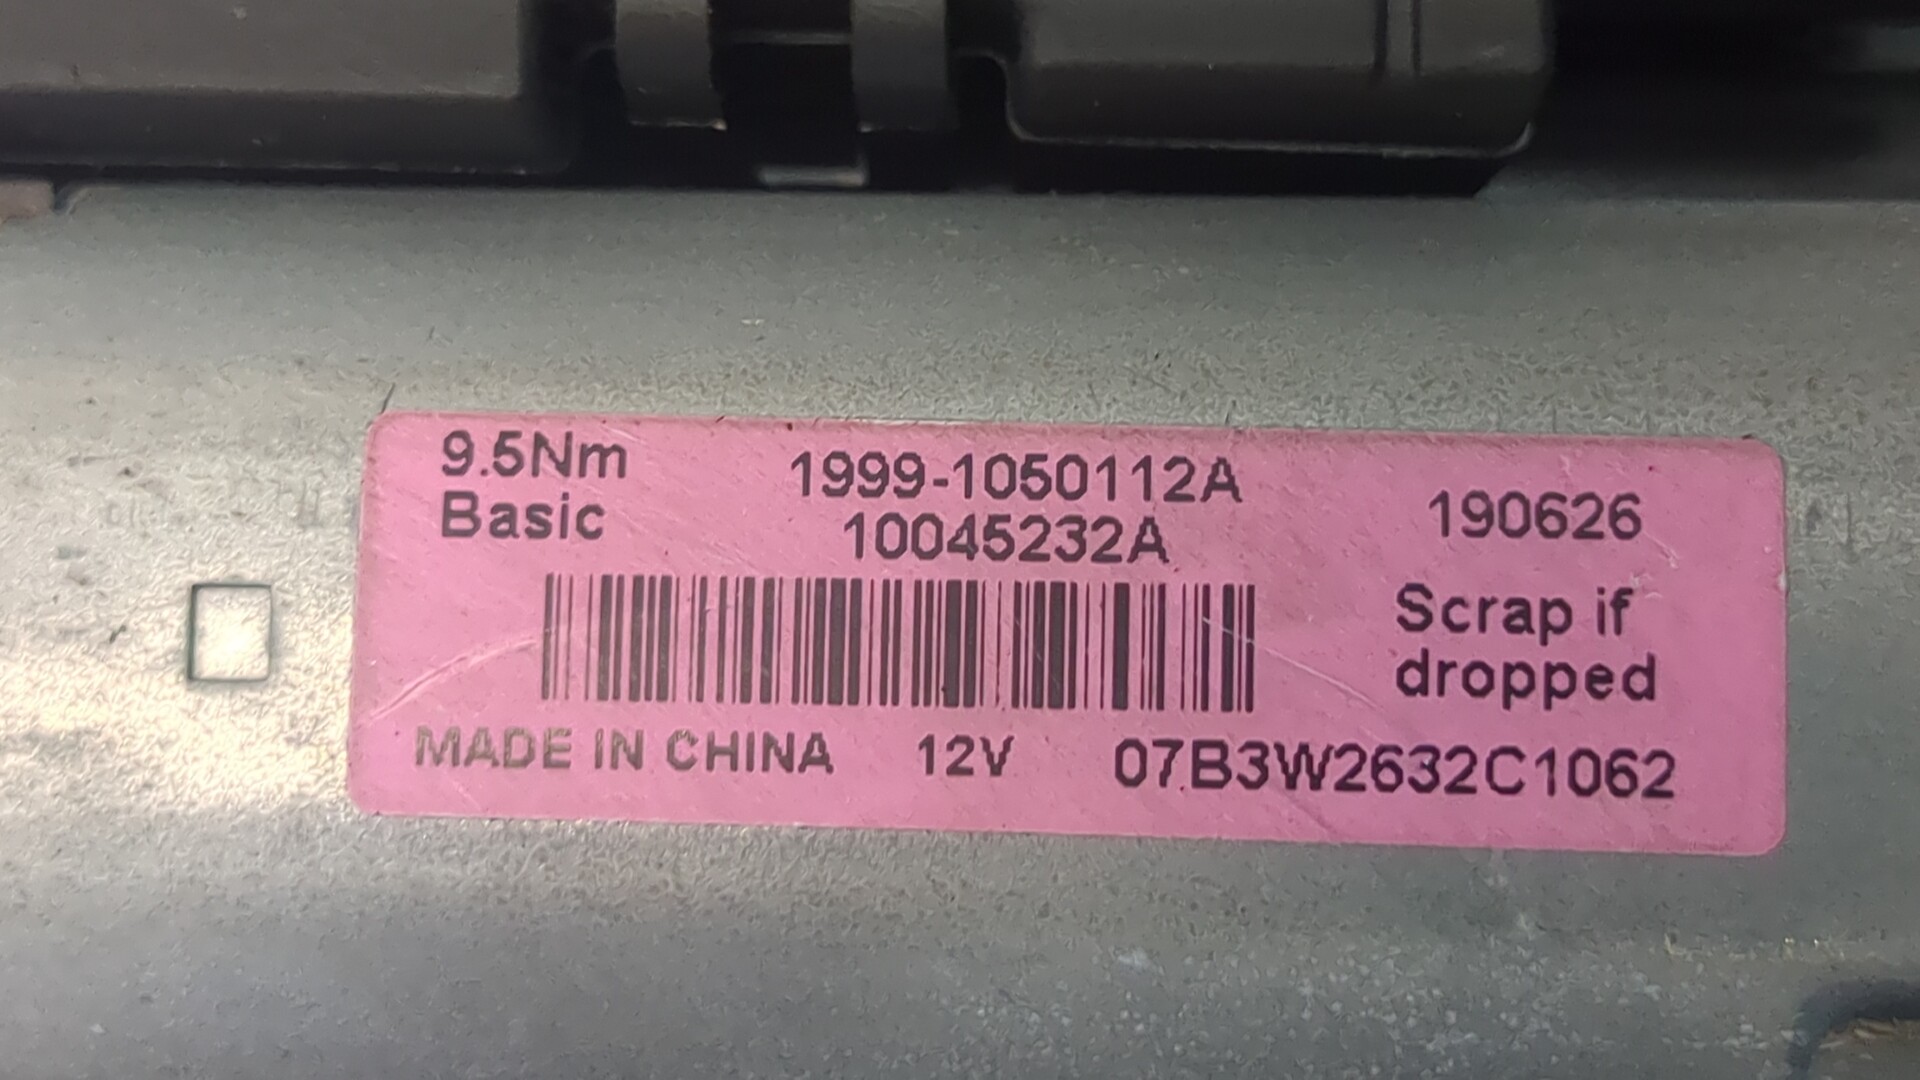 9.5Nm
Basic
1999-1050112A
10045232A
190626
Scrap if
dropped
MADE IN CHINA
12V
07B3W2632C1062